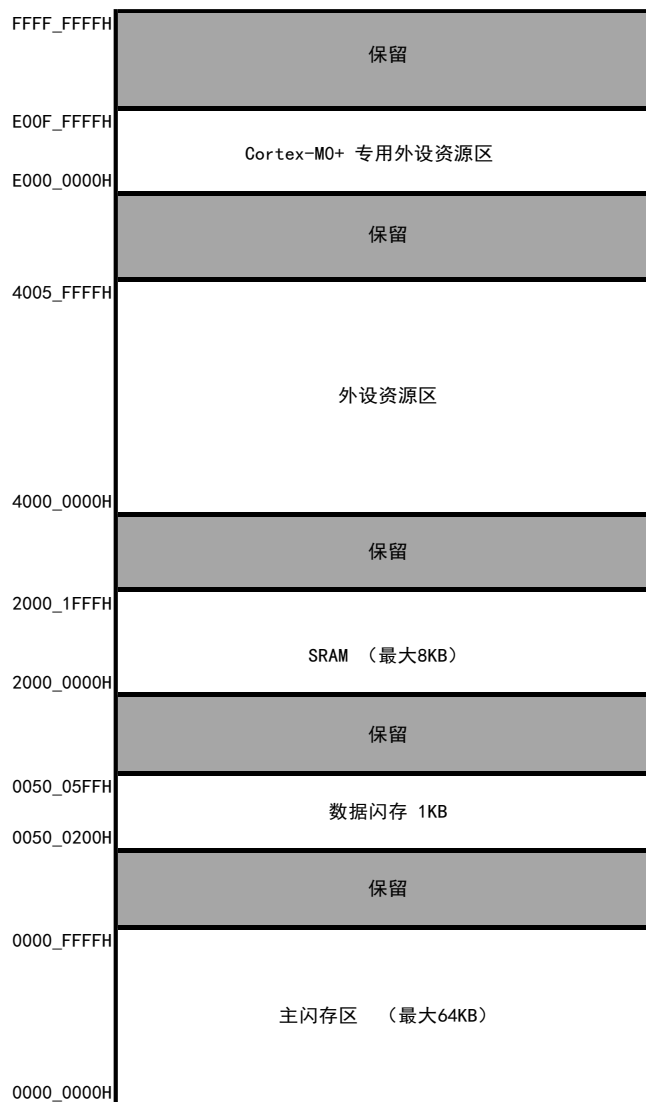 FFFF_FFFFH
保留
E00F_FFFFH
Cortex-M0+ 专用外设资源区
E000_0000H
保留
4005_FFFFH
外设资源区
4000_0000H
保留
2000_1FFFH
SRAM （最大8KB）
2000_0000H
保留
0050_05FFH
数据闪存 1KB
0050_0200H
保留
0000_FFFFH
主闪存区 （最大64KB）
0000_0000H